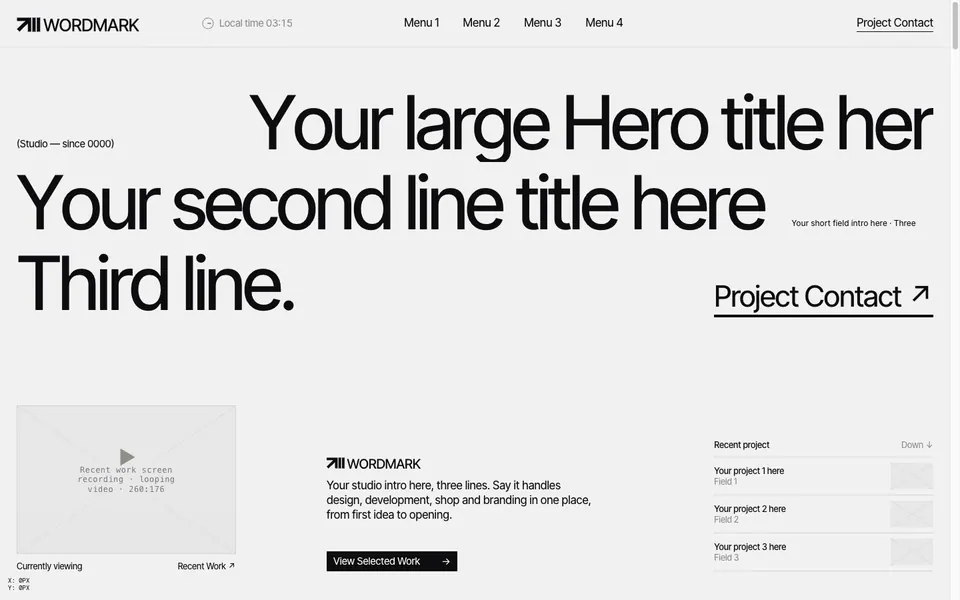 WORDMARK
Local time 03:15
Menu 1 Menu 2 Menu 3 Menu 4
Project Contact
(Studio — since 0000)
Your large Hero title her
Your second line title here
Your short field intro here · Three
Third line.
Project Contact ↗
Recent work screen
recording · looping
video · 260:176
Currently viewing
Recent Work ↗
WORDMARK
Your studio intro here, three lines. Say it handles
design, development, shop and branding in one place,
from first idea to opening.
View Selected Work →
Recent project
Down ↓
Your project 1 here
Field 1
Your project 2 here
Field 2
Your project 3 here
Field 3
X: 0PX
Y: 0PX